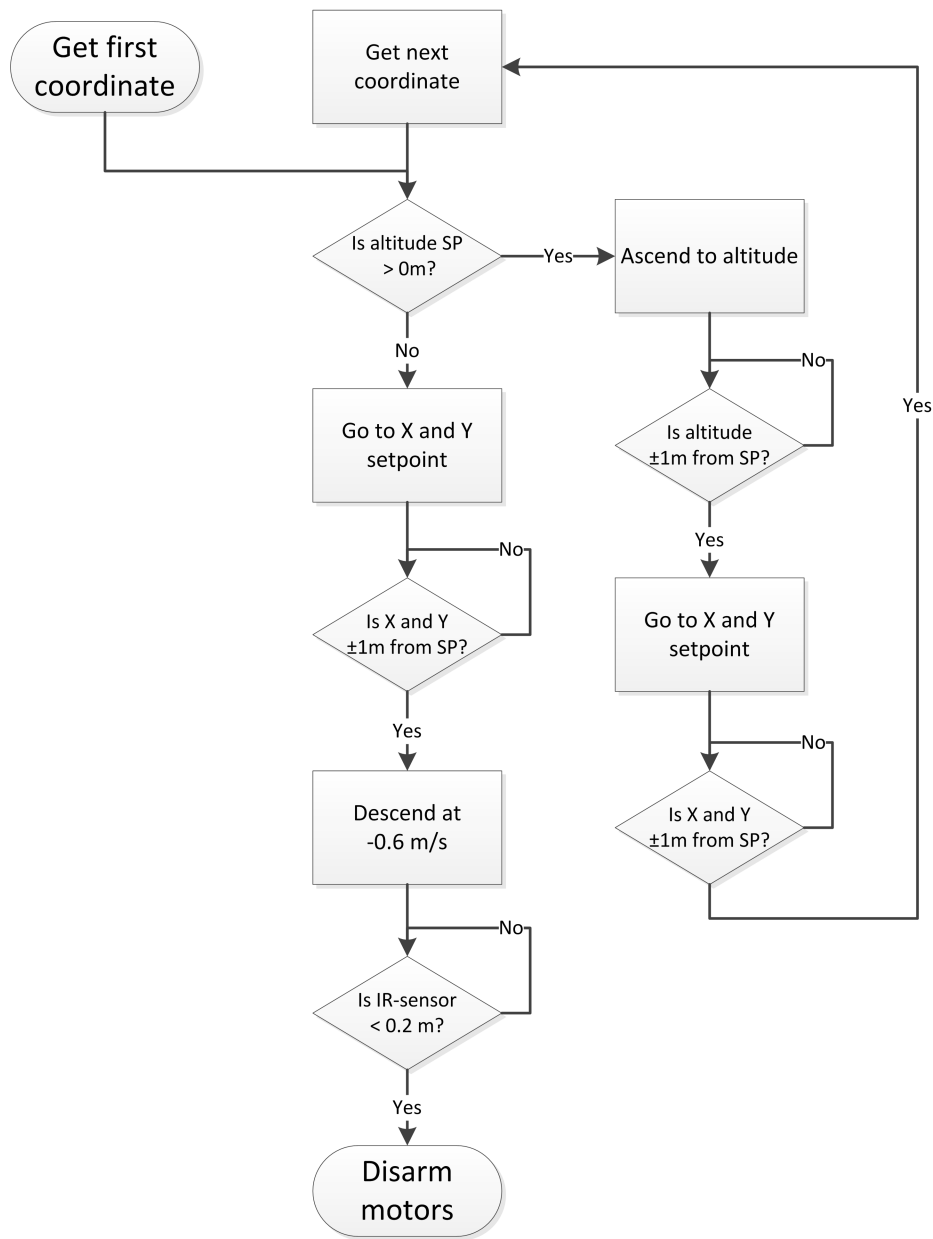 Get first
coordinate
Get next
coordinate
Is altitude SP
> 0m?
Yes
Ascend to altitude
No
No
Go to X and Y
setpoint
Is altitude
±1m from SP?
Yes
No
Yes
Is X and Y
±1m from SP?
Go to X and Y
setpoint
Yes
No
Descend at
-0.6 m/s
Is X and Y
±1m from SP?
No
Is IR-sensor
< 0.2 m?
Yes
Disarm
motors